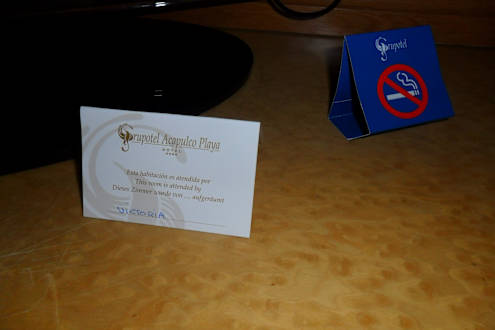 Grupotel
Grupotel Acapulco Playa
HOTEL
Esta habitación es atendida por
This room is attended by
Dieses Zimmer wurde von .... aufgeräumt
VICTORIA